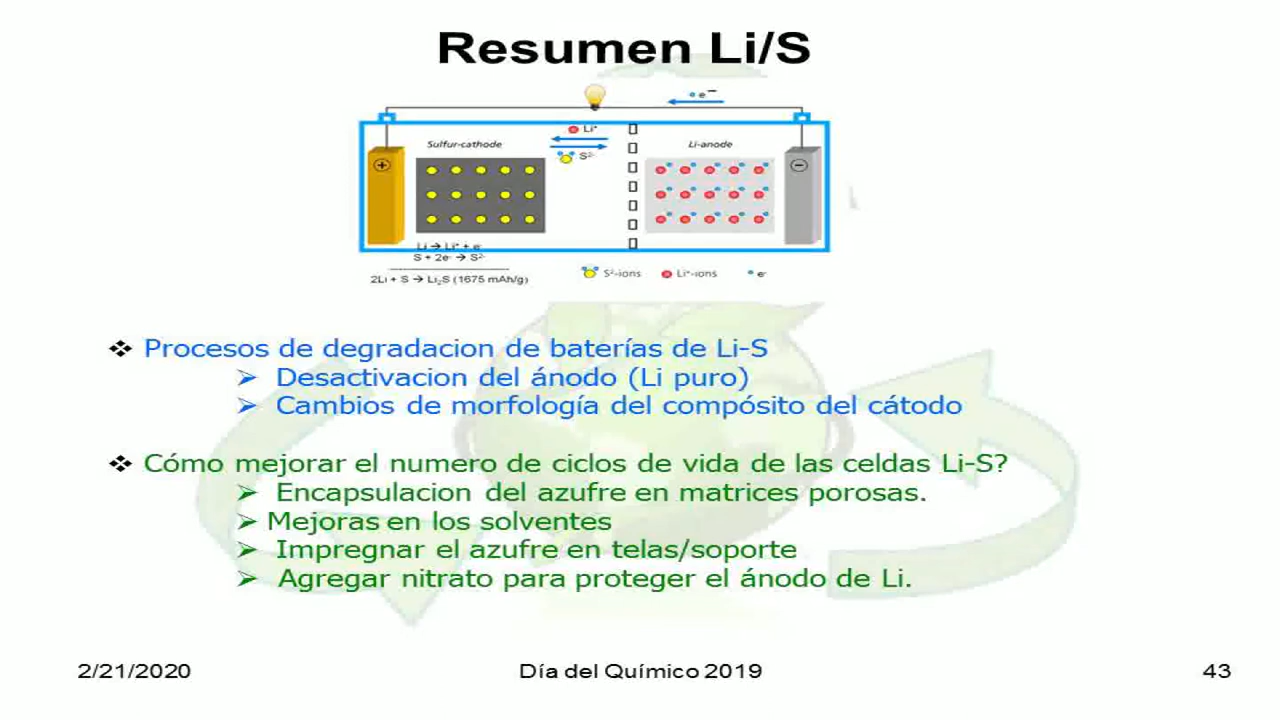 Resumen Li/S
e⁻
Li⁺
S²⁻
Sulfur-cathode
Li-anode
+
−
Li → Li⁺ + e-
S + 2e- → S²⁻
2Li + S → Li₂S (1675 mAh/g)
S²-ions
Li⁺-ions
e-
❖ Procesos de degradacion de baterías de Li-S
➢ Desactivacion del ánodo (Li puro)
➢ Cambios de morfología del compósito del cátodo
❖ Cómo mejorar el numero de ciclos de vida de las celdas Li-S?
➢ Encapsulacion del azufre en matrices porosas.
➢ Mejoras en los solventes
➢ Impregnar el azufre en telas/soporte
➢ Agregar nitrato para proteger el ánodo de Li.
2/21/2020
Día del Químico 2019
43